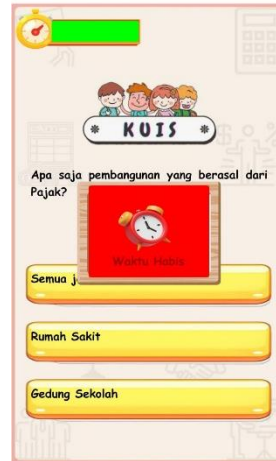 KUIS
Apa saja pembangunan yang berasal dari
Pajak?
Waktu Habis
Semua
Rumah Sakit
Gedung Sekolah